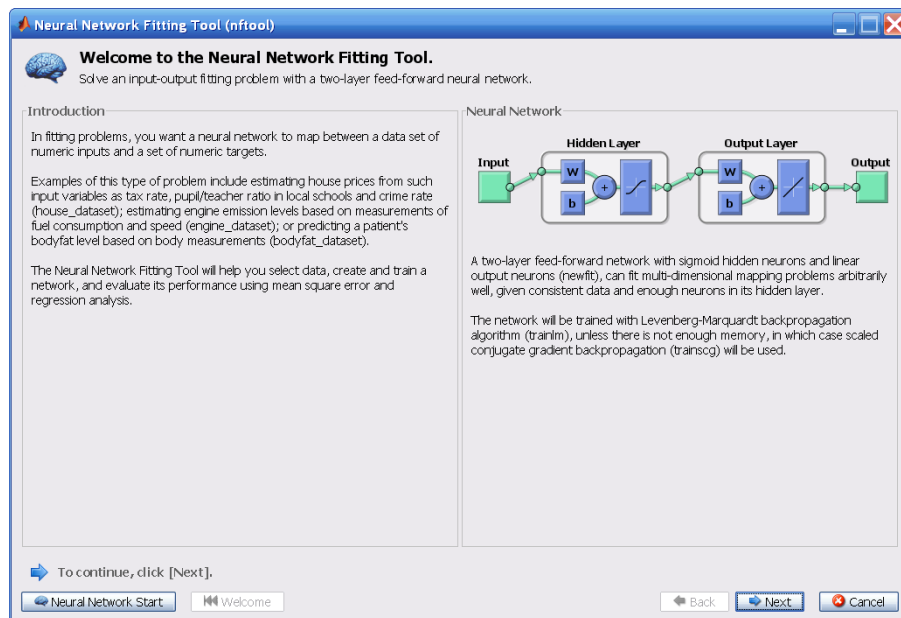 Neural Network Fitting Tool (nftool)
Welcome to the Neural Network Fitting Tool.
Solve an input-output fitting problem with a two-layer feed-forward neural network.
Introduction
In fitting problems, you want a neural network to map between a data set of
numeric inputs and a set of numeric targets.
Examples of this type of problem include estimating house prices from such
input variables as tax rate, pupil/teacher ratio in local schools and crime rate
(house_dataset); estimating engine emission levels based on measurements of
fuel consumption and speed (engine_dataset); or predicting a patient's
bodyfat level based on body measurements (bodyfat_dataset).
The Neural Network Fitting Tool will help you select data, create and train a
network, and evaluate its performance using mean square error and
regression analysis.
Neural Network
Hidden Layer
Output Layer
Input
Output
W
b
+
W
b
+
A two-layer feed-forward network with sigmoid hidden neurons and linear
output neurons (newfit), can fit multi-dimensional mapping problems arbitrarily
well, given consistent data and enough neurons in its hidden layer.
The network will be trained with Levenberg-Marquardt backpropagation
algorithm (trainlm), unless there is not enough memory, in which case scaled
conjugate gradient backpropagation (trainscg) will be used.
To continue, click [Next].
Neural Network Start
Welcome
Back
Next
Cancel